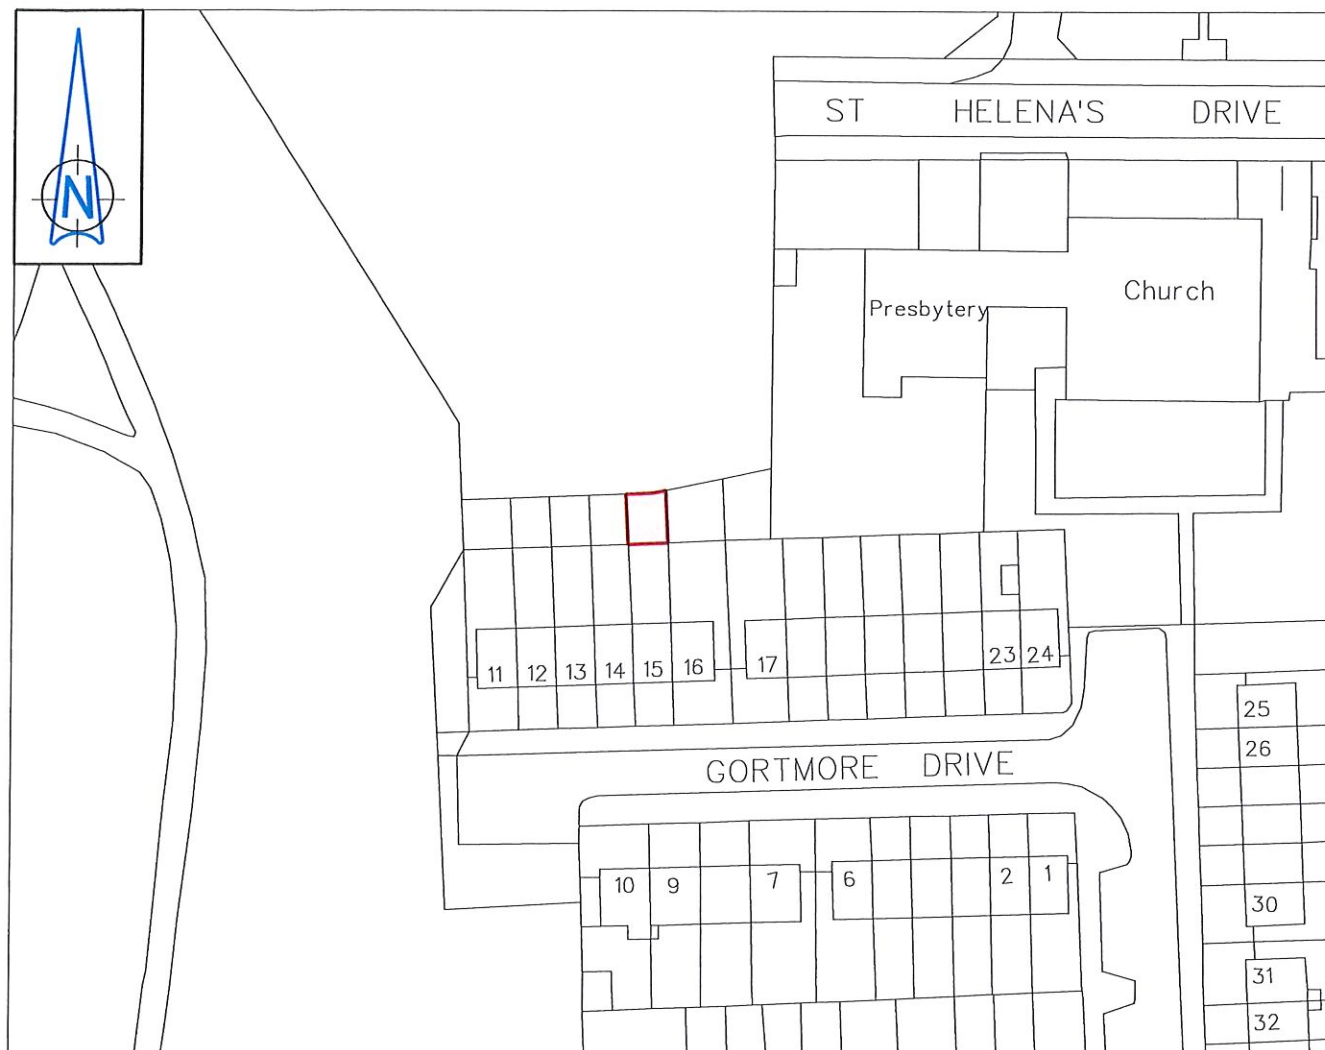 ST HELENA'S DRIVE
N
Church
Presbytery
11 12 13 14 15 16 17 23 24
25
26
GORTMORE DRIVE
10 9 7 6 2 1
30
31
32